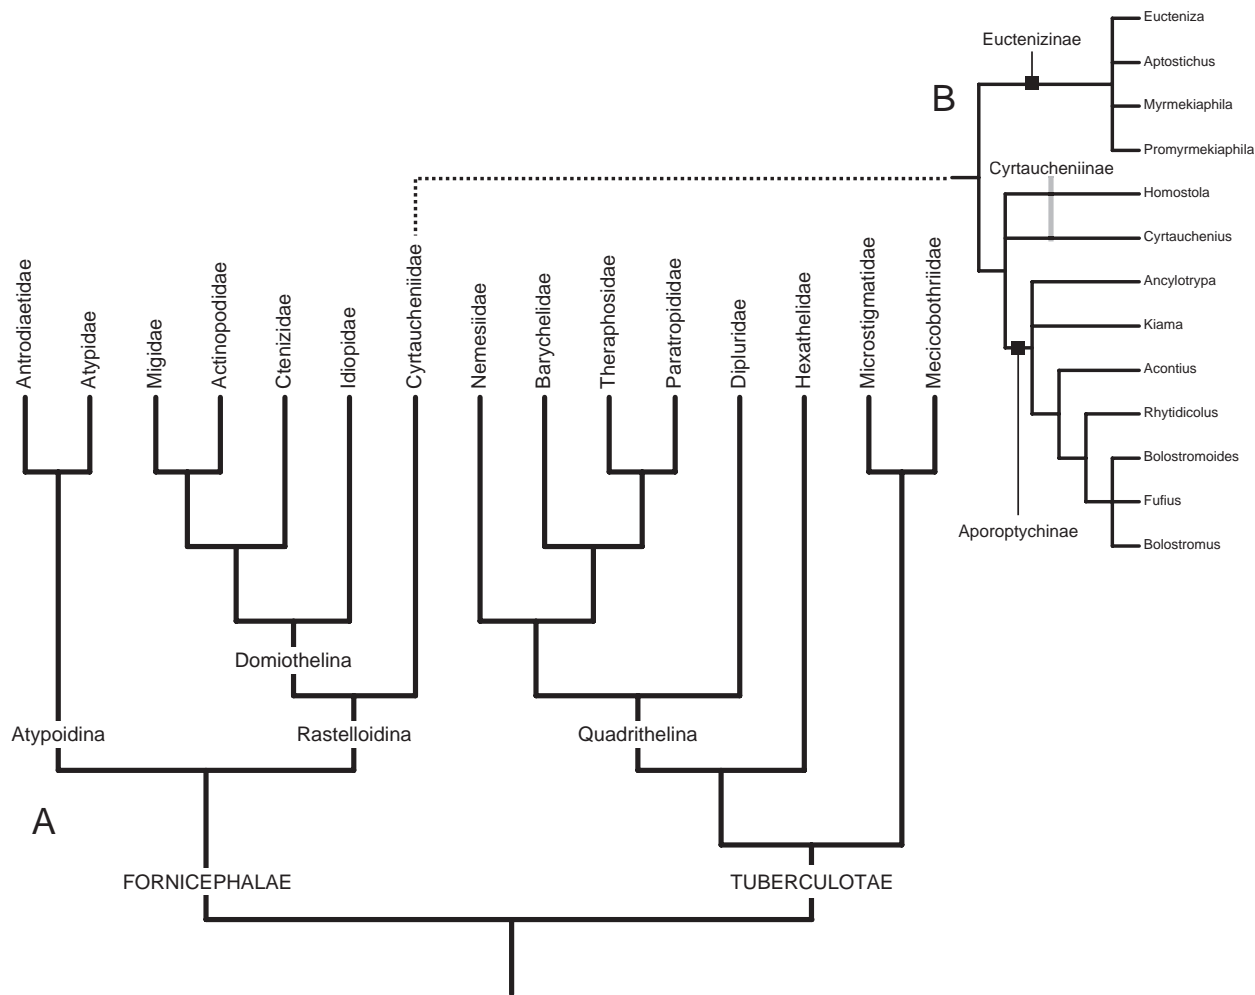 Eucteniza
Euctenizinae
Aptostichus
B
Myrmekiaphila
Promyrmekiaphila
Cyrtaucheniinae
Homostola
Cyrtauchenius
Ancylotrypa
Kiama
Acontius
Rhytidicolus
Bolostromoides
Fufius
Aporoptychinae
Bolostromus
Antrodiaetidae
Atypidae
Migidae
Actinopodidae
Ctenizidae
Idiopidae
Cyrtaucheniidae
Nemesiidae
Barychelidae
Theraphosidae
Paratropididae
Dipluridae
Hexathelidae
Microstigmatidae
Mecicobothriidae
Domiothelina
Atypoidina
Rastelloidina
Quadrithelina
A
FORNICEPHALAE
TUBERCULOTAE